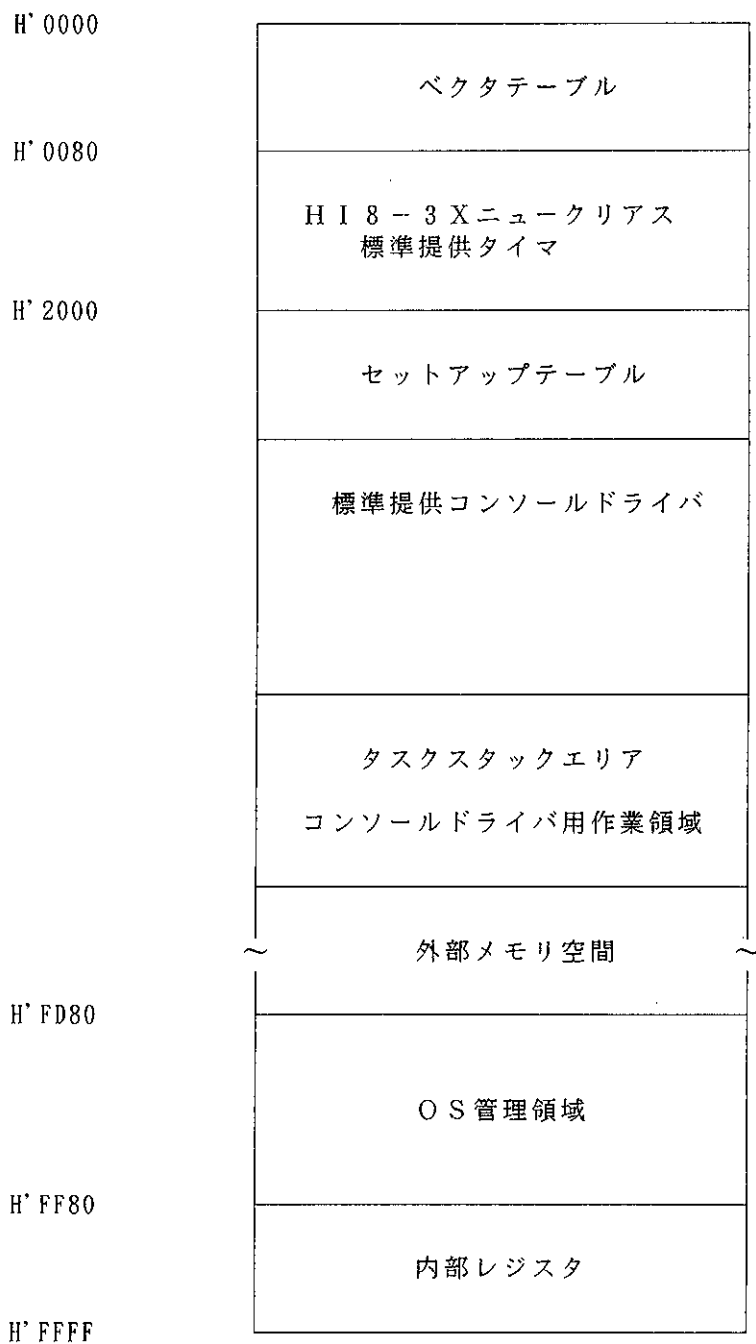 H'0000
ベクタテーブル
H'0080
HI8-3Xニュークリアス
標準提供タイマ
H'2000
セットアップテーブル
標準提供コンソールドライバ
タスクスタックエリア
コンソールドライバ用作業領域
～ 外部メモリ空間 ～
H'FD80
OS管理領域
H'FF80
内部レジスタ
H'FFFF